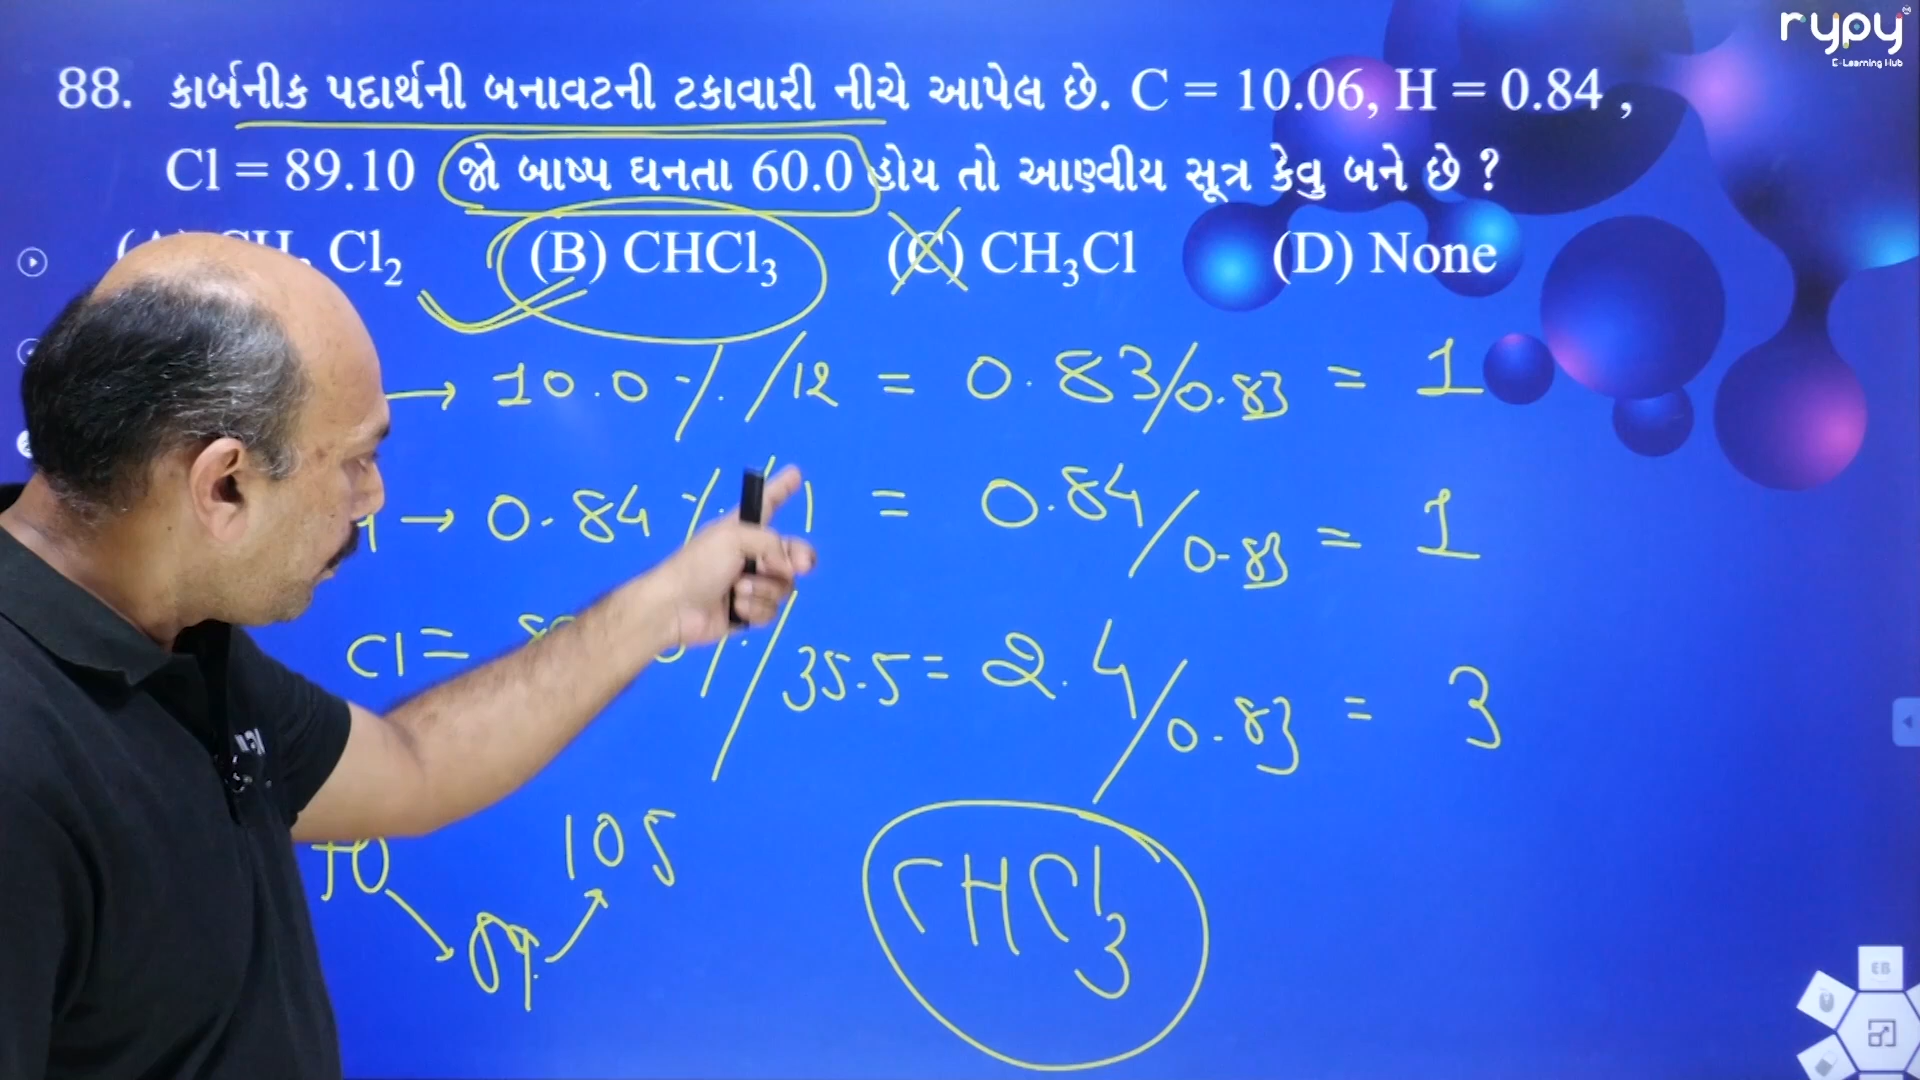 rypy
E-Learning Hub
88. કાર્બનીક પદાર્થની બનાવટની ટકાવારી નીચે આપેલ છે. C = 10.06, H = 0.84 ,
Cl = 89.10 જો બાષ્પ ઘનતા 60.0 હોય તો આણ્વીય સૂત્ર કેવુ બને છે ?
Cl₂ (B) CHCl₃ (C) CH₃Cl (D) None
→ 10.0 % / 12 = 0.83/0.83 = 1
→ 0.84 % / 1 = 0.84/0.83 = 1
Cl = / 35.5 = 2.4/0.83 = 3
105
CHCl₃
EB